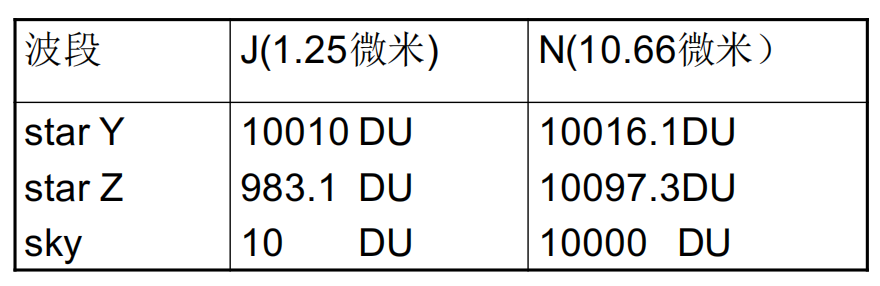 波段 J(1.25微米) N(10.66微米）
star Y 10010 DU 10016.1DU
star Z 983.1 DU 10097.3DU
sky 10 DU 10000 DU